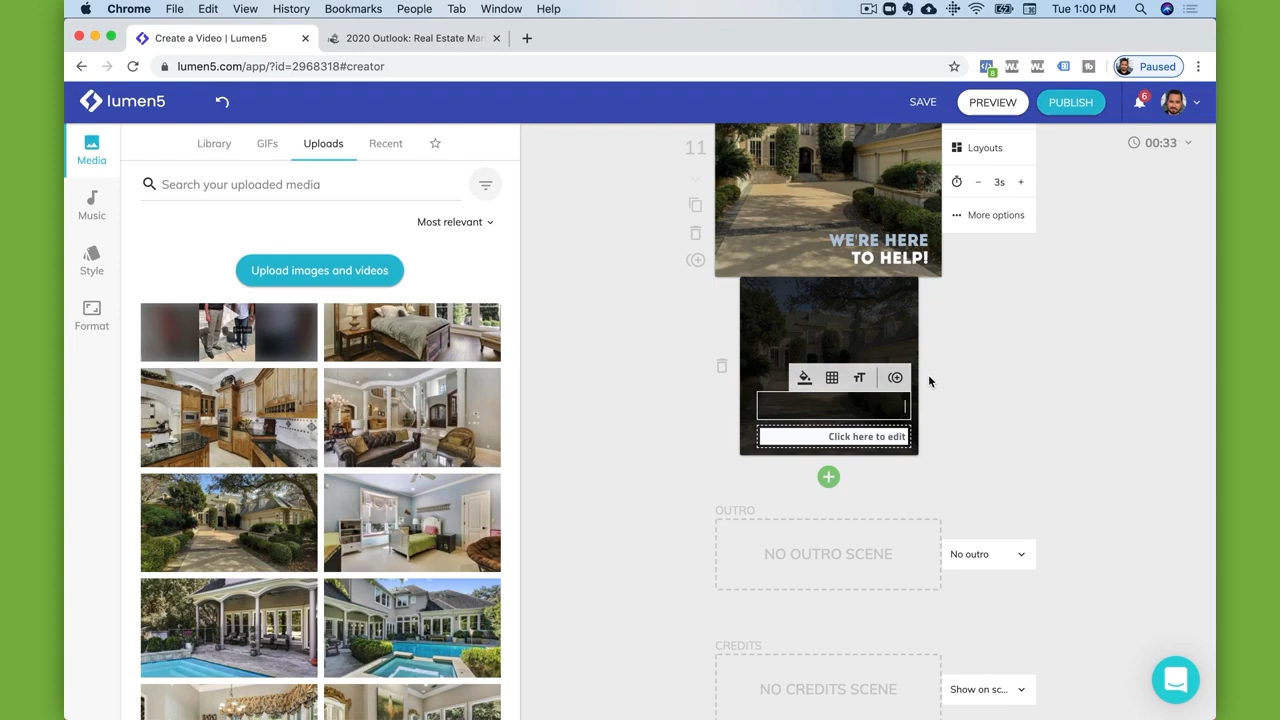 Chrome File Edit View History Bookmarks People Tab Window Help Tue 1:00 PM
Create a Video | Lumen5 2020 Outlook: Real Estate Mar
lumen5.com/app/?id=2968318#creator 8 Paused
lumen5 SAVE PREVIEW PUBLISH 6
Media
Music
Style
Format
Library GIFs Uploads Recent
Search your uploaded media
Most relevant
Upload images and videos
11
WE'RE HERE
TO HELP!
Layouts
3s
More options
00:33
Click here to edit
OUTRO
NO OUTRO SCENE
No outro
CREDITS
NO CREDITS SCENE
Show on sc...